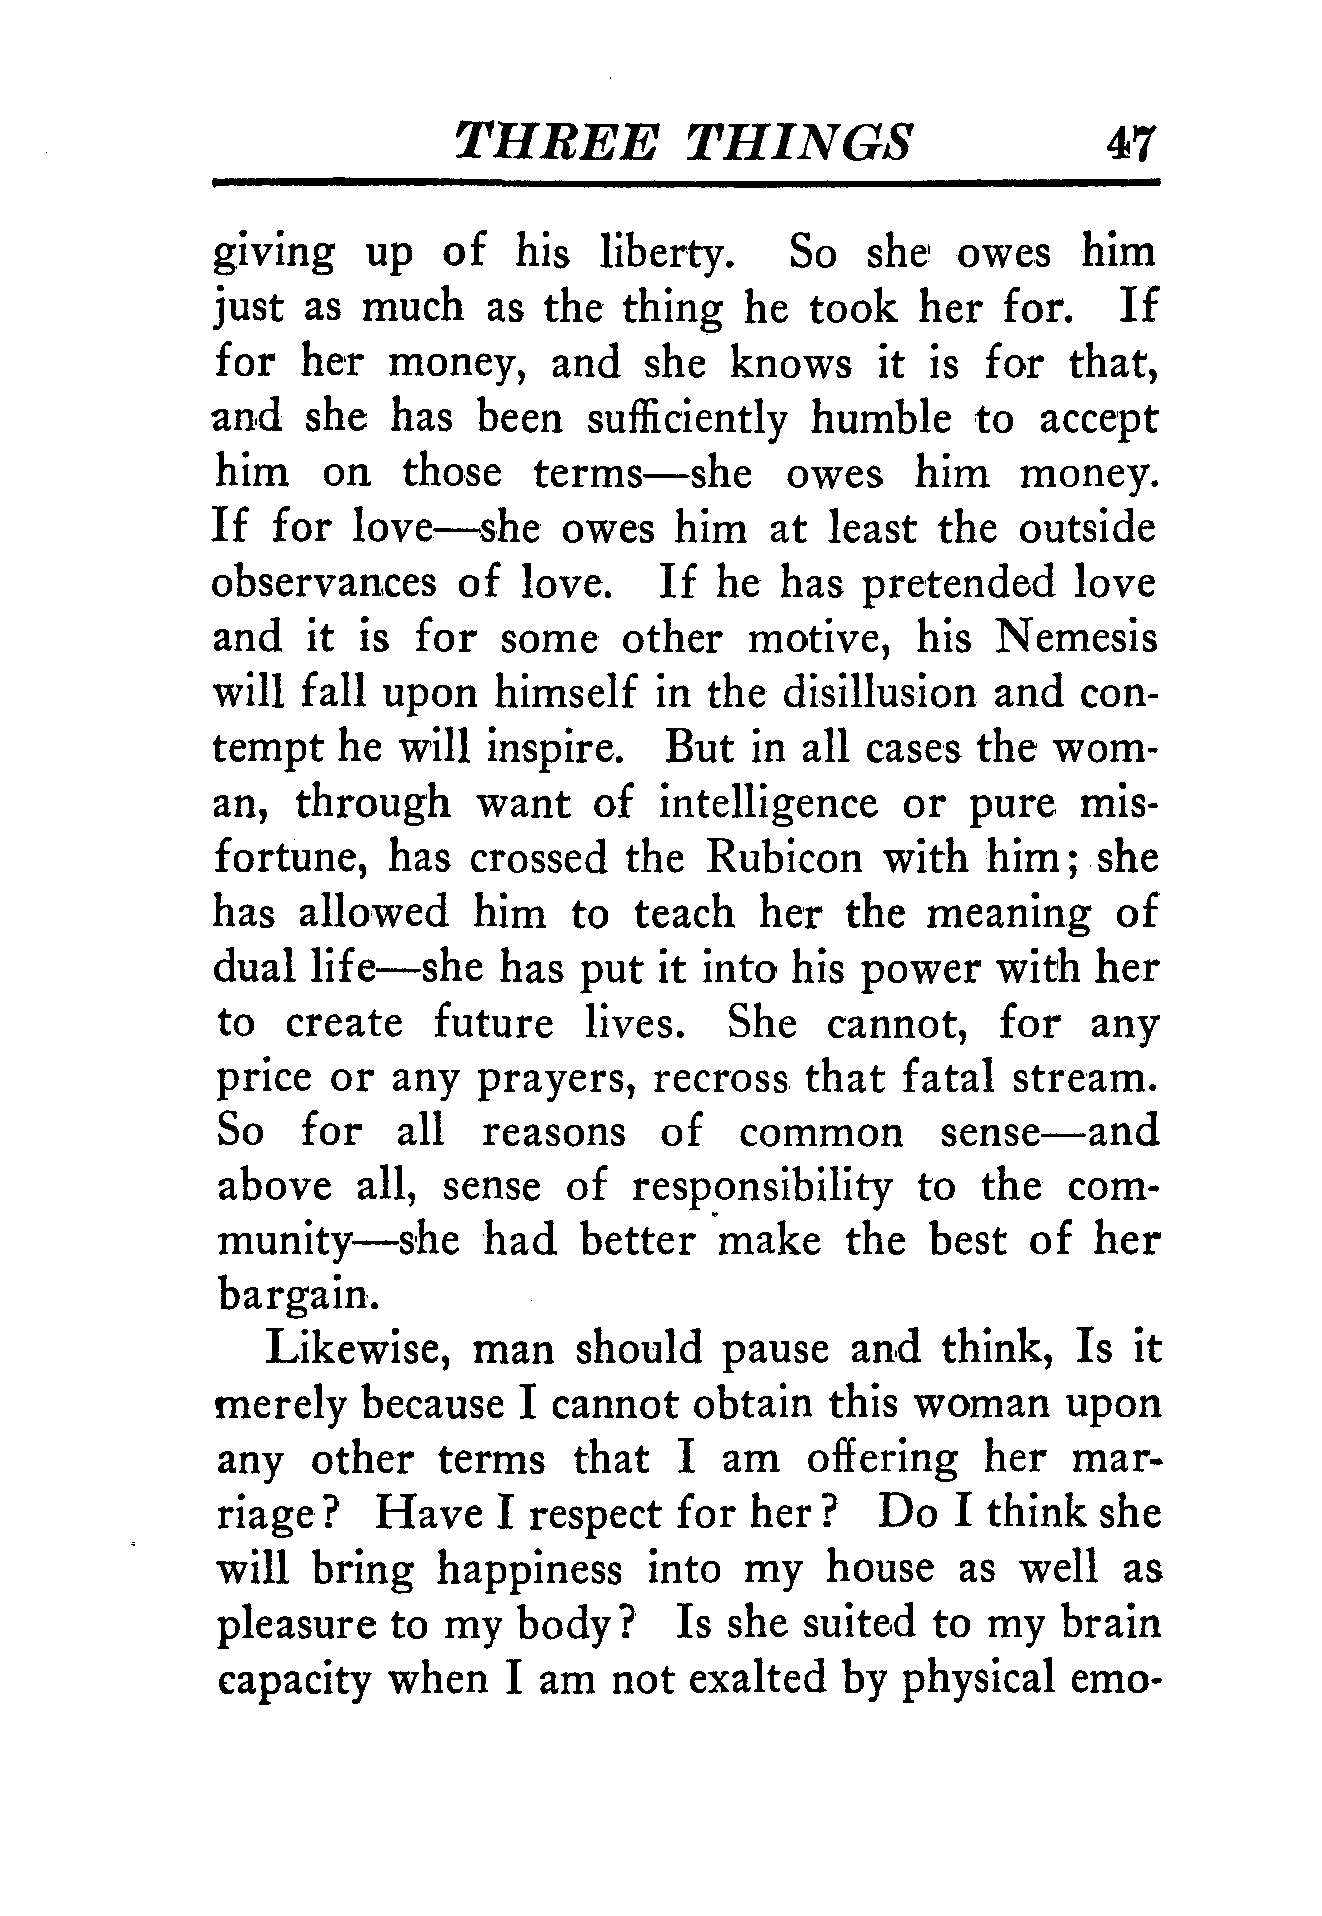 THREE THINGS 47
giving up of his liberty. So she owes him
just as much as the thing he took her for. If
for her money, and she knows it is for that,
and she has been sufficiently humble to accept
him on those terms—she owes him money.
If for love—she owes him at least the outside
observances of love. If he has pretended love
and it is for some other motive, his Nemesis
will fall upon himself in the disillusion and con-
tempt he will inspire. But in all cases the wom-
an, through want of intelligence or pure mis-
fortune, has crossed the Rubicon with him; she
has allowed him to teach her the meaning of
dual life—she has put it into his power with her
to create future lives. She cannot, for any
price or any prayers, recross that fatal stream.
So for all reasons of common sense—and
above all, sense of responsibility to the com-
munity—she had better make the best of her
bargain.
Likewise, man should pause and think, Is it
merely because I cannot obtain this woman upon
any other terms that I am offering her mar-
riage? Have I respect for her? Do I think she
will bring happiness into my house as well as
pleasure to my body? Is she suited to my brain
capacity when I am not exalted by physical emo-